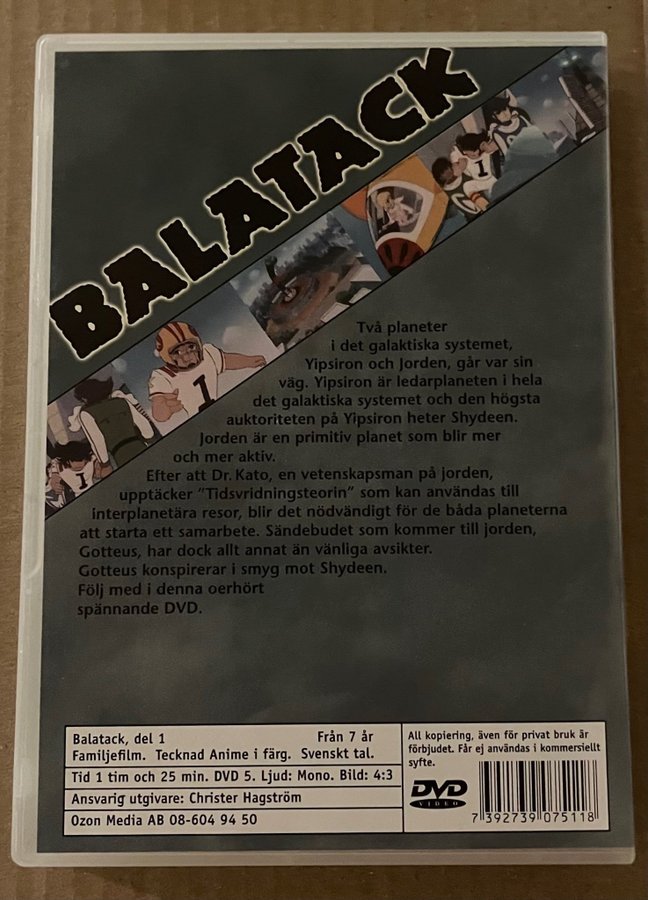 BALATACK
Två planeter
i det galaktiska systemet,
Yipsiron och Jorden, går var sin
väg. Yipsiron är ledarplaneten i hela
det galaktiska systemet och den högsta
auktoriteten på Yipsiron heter Shydeen.
Jorden är en primitiv planet som blir mer
och mer aktiv.
Efter att Dr. Kato, en vetenskapsman på jorden,
upptäcker "Tidsvridningsteorin" som kan användas till
interplanetära resor, blir det nödvändigt för de båda planeterna
att starta ett samarbete. Sändebudet som kommer till jorden,
Gotteus, har dock allt annat än vänliga avsikter.
Gotteus konspirerar i smyg mot Shydeen.
Följ med i denna oerhört
spännande DVD.
Balatack, del 1 Från 7 år
Familjefilm. Tecknad Anime i färg. Svenskt tal.
Tid 1 tim och 25 min. DVD 5. Ljud: Mono. Bild: 4:3
Ansvarig utgivare: Christer Hagström
Ozon Media AB 08-604 94 50
All kopiering, även för privat bruk är
förbjudet. Får ej användas i kommersiellt
syfte.
DVD
VIDEO
7 392739 075118
1
1
1